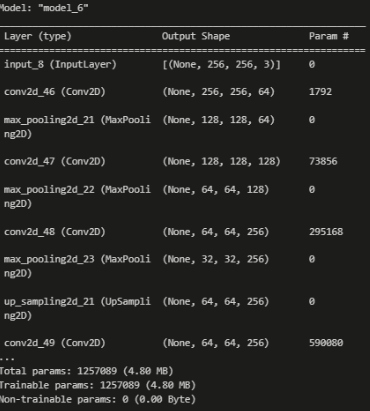 Model: "model_6"
Layer (type) Output Shape Param #
=================================================================
input_8 (InputLayer) [(None, 256, 256, 3)] 0
conv2d_46 (Conv2D) (None, 256, 256, 64) 1792
max_pooling2d_21 (MaxPooli (None, 128, 128, 64) 0
ng2D)
conv2d_47 (Conv2D) (None, 128, 128, 128) 73856
max_pooling2d_22 (MaxPooli (None, 64, 64, 128) 0
ng2D)
conv2d_48 (Conv2D) (None, 64, 64, 256) 295168
max_pooling2d_23 (MaxPooli (None, 32, 32, 256) 0
ng2D)
up_sampling2d_21 (UpSampli (None, 64, 64, 256) 0
ng2D)
conv2d_49 (Conv2D) (None, 64, 64, 256) 590080
...
Total params: 1257089 (4.80 MB)
Trainable params: 1257089 (4.80 MB)
Non-trainable params: 0 (0.00 Byte)